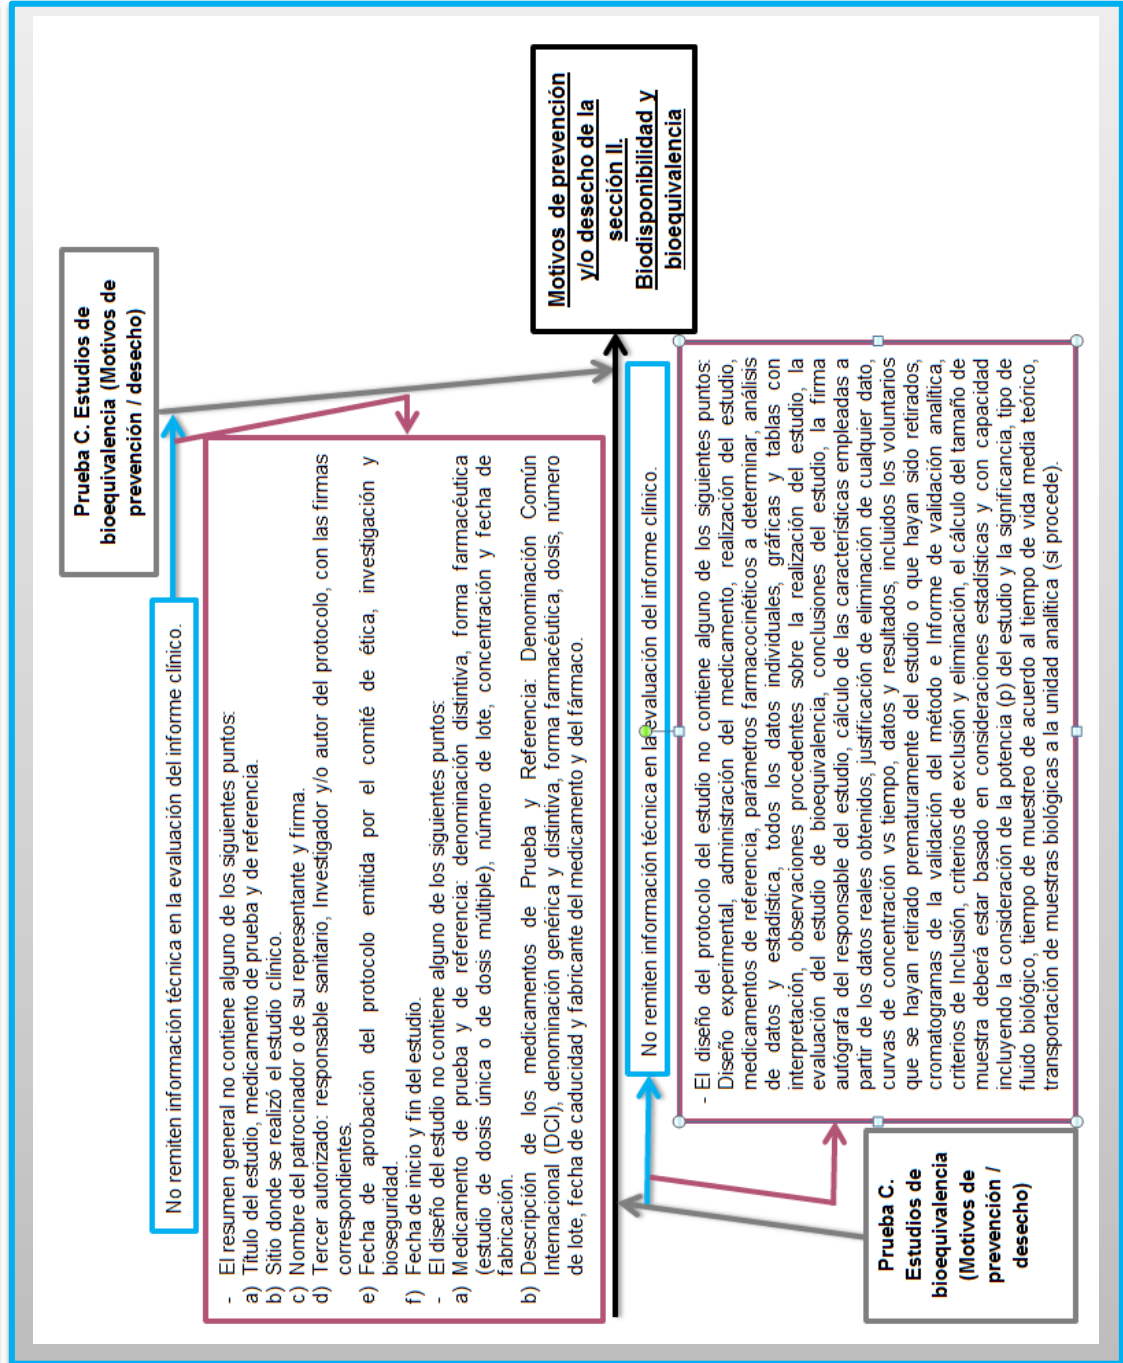 Prueba C. Estudios de
bioequivalencia (Motivos de
prevención / desecho)
No remiten información técnica en la evaluación del informe clínico.
- El resumen general no contiene alguno de los siguientes puntos:
a) Título del estudio, medicamento de prueba y de referencia.
b) Sitio donde se realizó el estudio clínico.
c) Nombre del patrocinador o de su representante y firma.
d) Tercer autorizado: responsable sanitario, Investigador y/o autor del protocolo, con las firmas
correspondientes.
e) Fecha de aprobación del protocolo emitida por el comité de ética, investigación y
bioseguridad.
f) Fecha de inicio y fin del estudio.
- El diseño del estudio no contiene alguno de los siguientes puntos:
a) Medicamento de prueba y de referencia: denominación distintiva, forma farmacéutica
(estudio de dosis única o de dosis múltiple), número de lote, concentración y fecha de
fabricación.
b) Descripción de los medicamentos de Prueba y Referencia: Denominación Común
Internacional (DCI), denominación genérica y distintiva, forma farmacéutica, dosis, número
de lote, fecha de caducidad y fabricante del medicamento y del fármaco.
Motivos de prevención
y/o desecho de la
sección II.
Biodisponibilidad y
bioequivalencia
No remiten información técnica en la evaluación del informe clínico.
- El diseño del protocolo del estudio no contiene alguno de los siguientes puntos:
Diseño experimental, administración del medicamento, realización del estudio,
medicamentos de referencia, parámetros farmacocinéticos a determinar, análisis
de datos y estadística, todos los datos individuales, gráficas y tablas con
interpretación, observaciones procedentes sobre la realización del estudio, la
evaluación del estudio de bioequivalencia, conclusiones del estudio, la firma
autógrafa del responsable del estudio, cálculo de las características empleadas a
partir de los datos reales obtenidos, justificación de eliminación de cualquier dato,
curvas de concentración vs tiempo, datos y resultados, incluidos los voluntarios
que se hayan retirado prematuramente del estudio o que hayan sido retirados,
cromatogramas de la validación del método e Informe de validación analítica,
criterios de Inclusión, criterios de exclusión y eliminación, el cálculo del tamaño de
muestra deberá estar basado en consideraciones estadísticas y con capacidad
incluyendo la consideración de la potencia (p) del estudio y la significancia, tipo de
fluido biológico, tiempo de muestreo de acuerdo al tiempo de vida media teórico,
transportación de muestras biológicas a la unidad analítica (si procede).
Prueba C.
Estudios de
bioequivalencia
(Motivos de
prevención /
desecho)